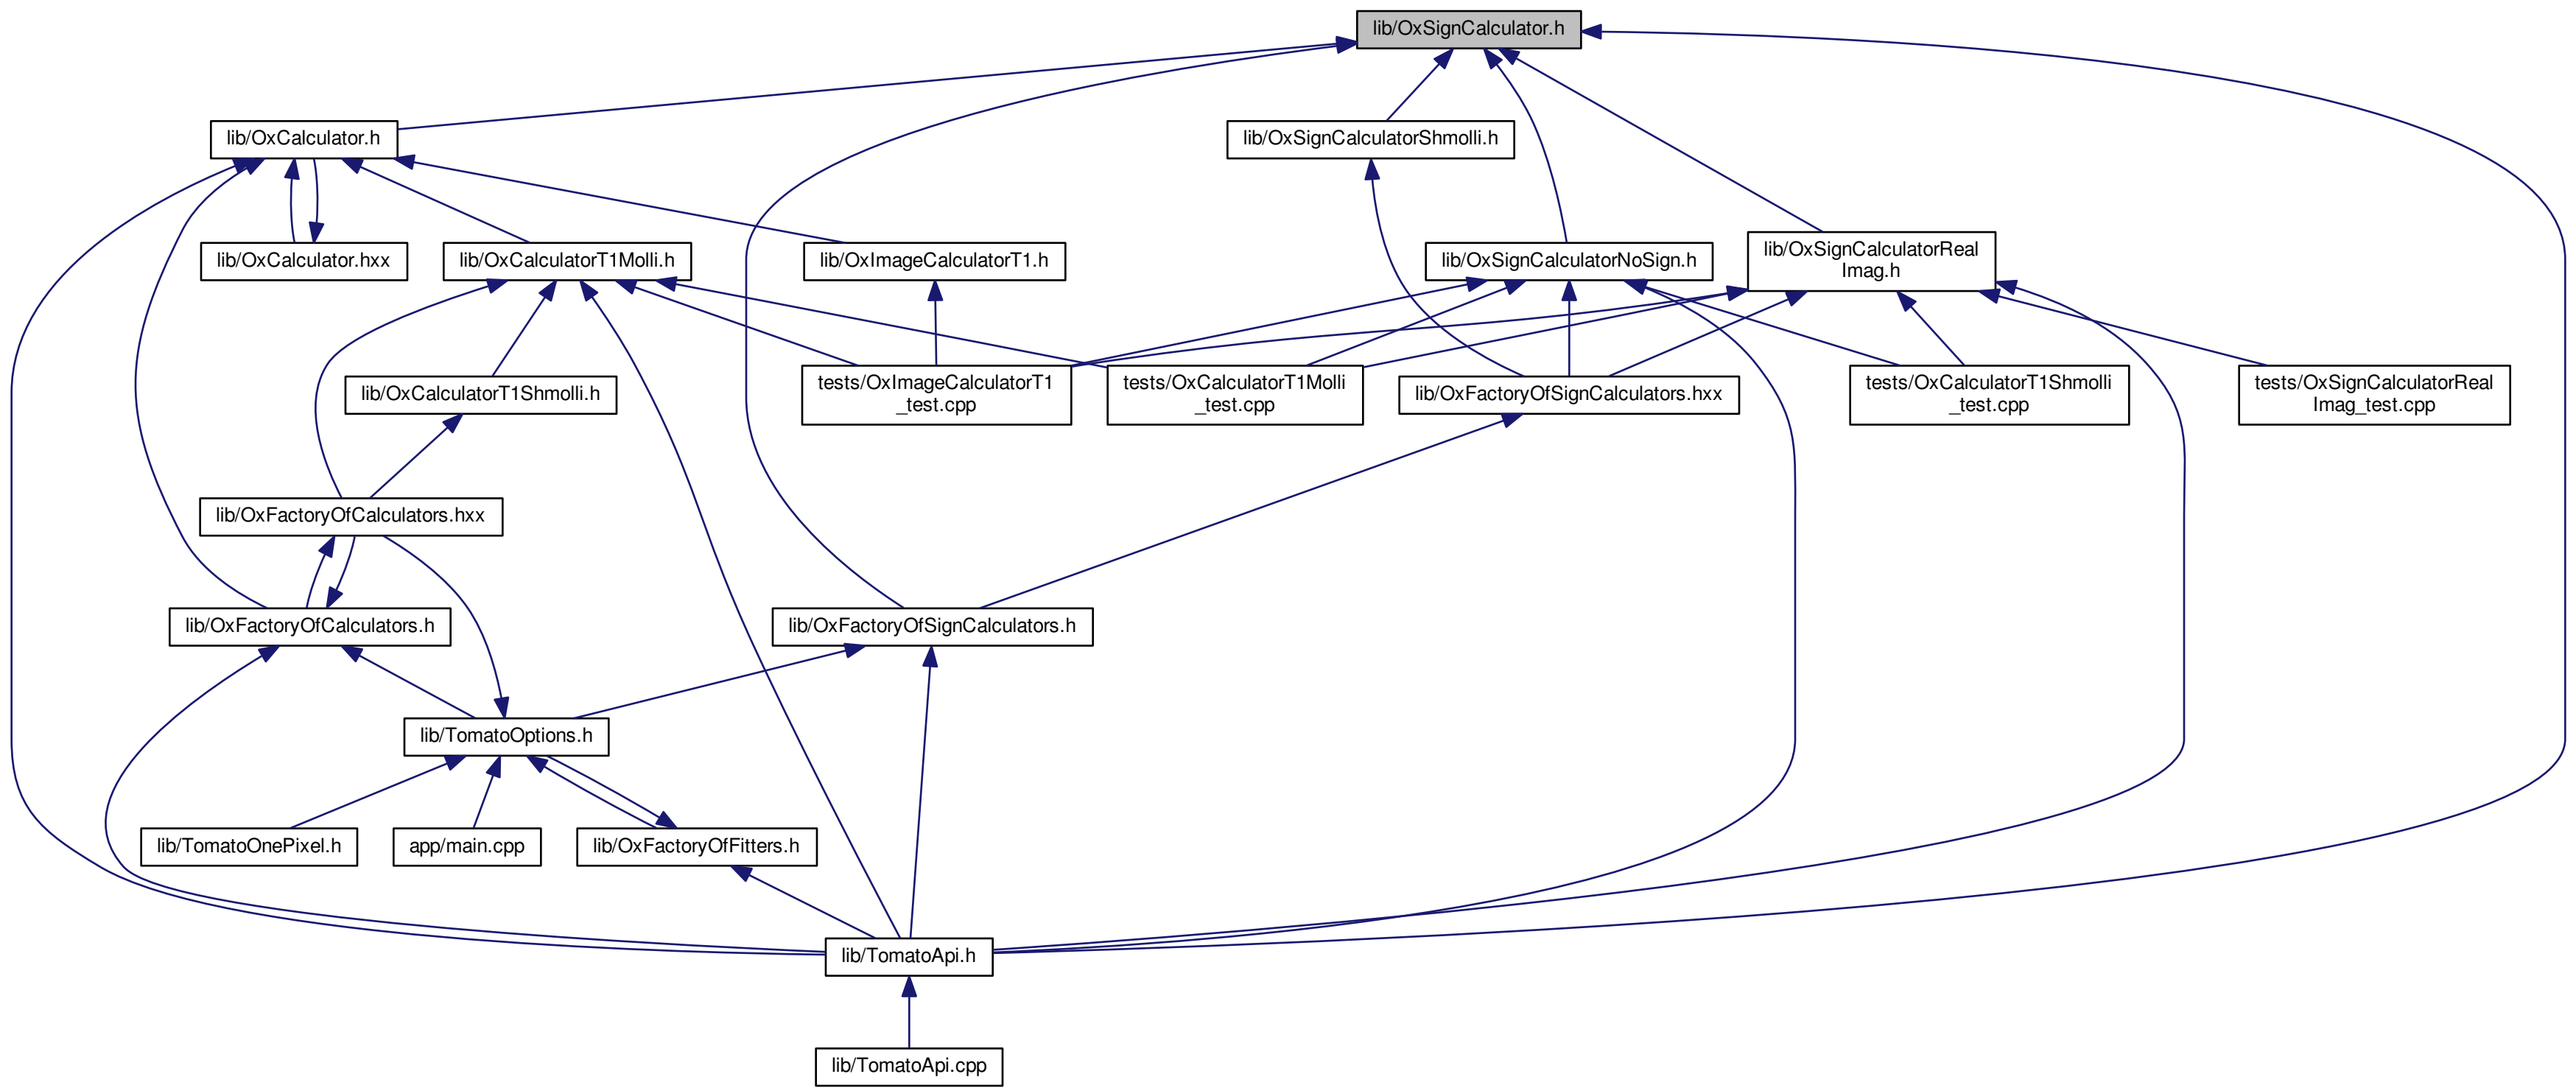 lib/OxSignCalculator.h
lib/OxCalculator.h
lib/OxSignCalculatorShmolli.h
lib/OxCalculator.hxx
lib/OxCalculatorT1Molli.h
lib/OxImageCalculatorT1.h
lib/OxSignCalculatorNoSign.h
lib/OxSignCalculatorReal
Imag.h
lib/OxCalculatorT1Shmolli.h
tests/OxImageCalculatorT1
_test.cpp
tests/OxCalculatorT1Molli
_test.cpp
lib/OxFactoryOfSignCalculators.hxx
tests/OxCalculatorT1Shmolli
_test.cpp
tests/OxSignCalculatorReal
Imag_test.cpp
lib/OxFactoryOfCalculators.hxx
lib/OxFactoryOfCalculators.h
lib/OxFactoryOfSignCalculators.h
lib/TomatoOptions.h
lib/TomatoOnePixel.h
app/main.cpp
lib/OxFactoryOfFitters.h
lib/TomatoApi.h
lib/TomatoApi.cpp